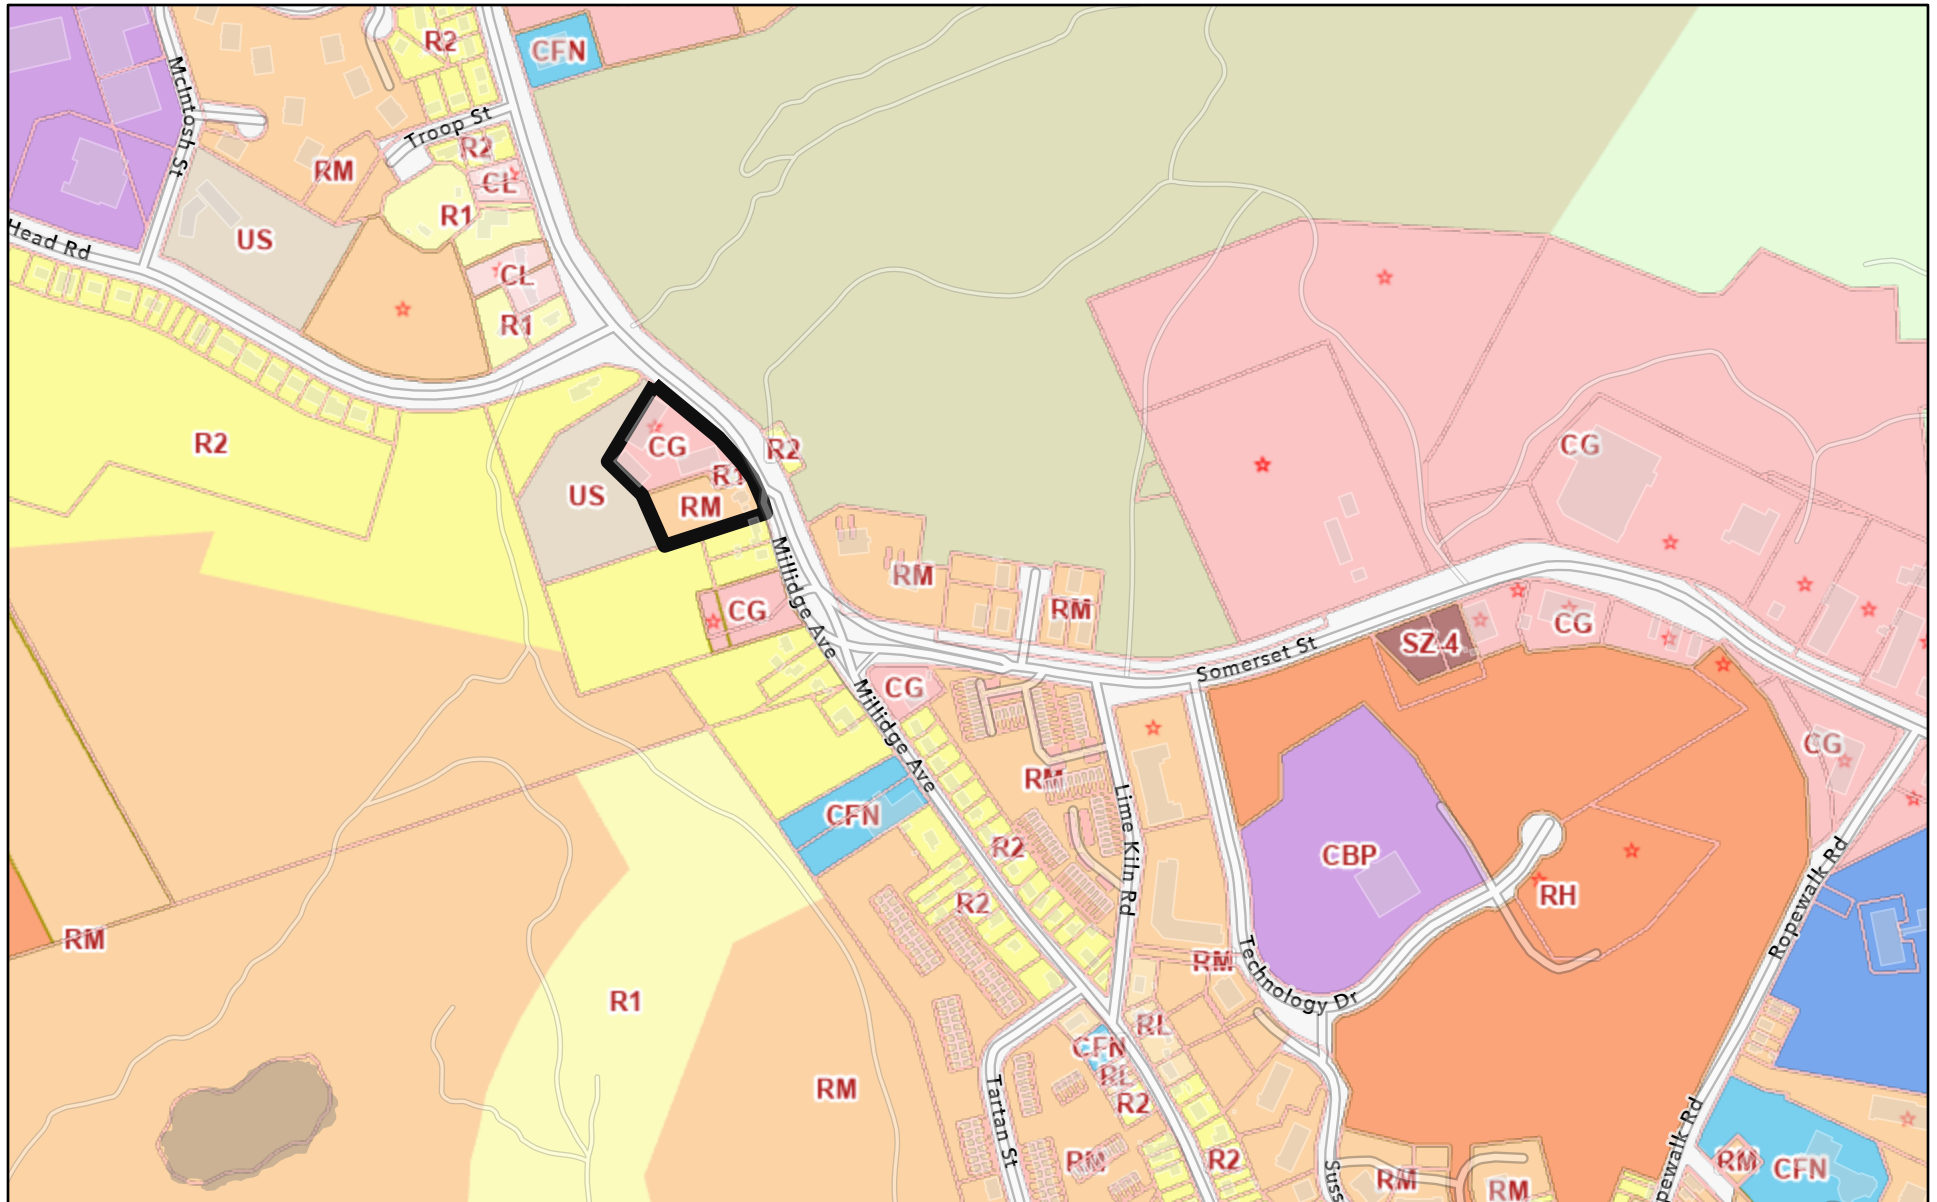 R2
CFN
McIntosh St
Troop St
R2
RM
CL
R1
US
Head Rd
CL
R1
R2
CG
R2
CG
R1
US
RM
Millidge Ave
RM
CG
RM
CG
Somerset St
SZ 4
CG
Millidge Ave
CG
RM
Lime Kiln Rd
CFN
R2
CBP
RH
Ropewalk Rd
R2
RM
RM
Technology Dr
R1
RL
CFN
RL
RM
R2
Tartan St
RM
R2
Suss
RM
RM
pewalk Rd
RM
CFN